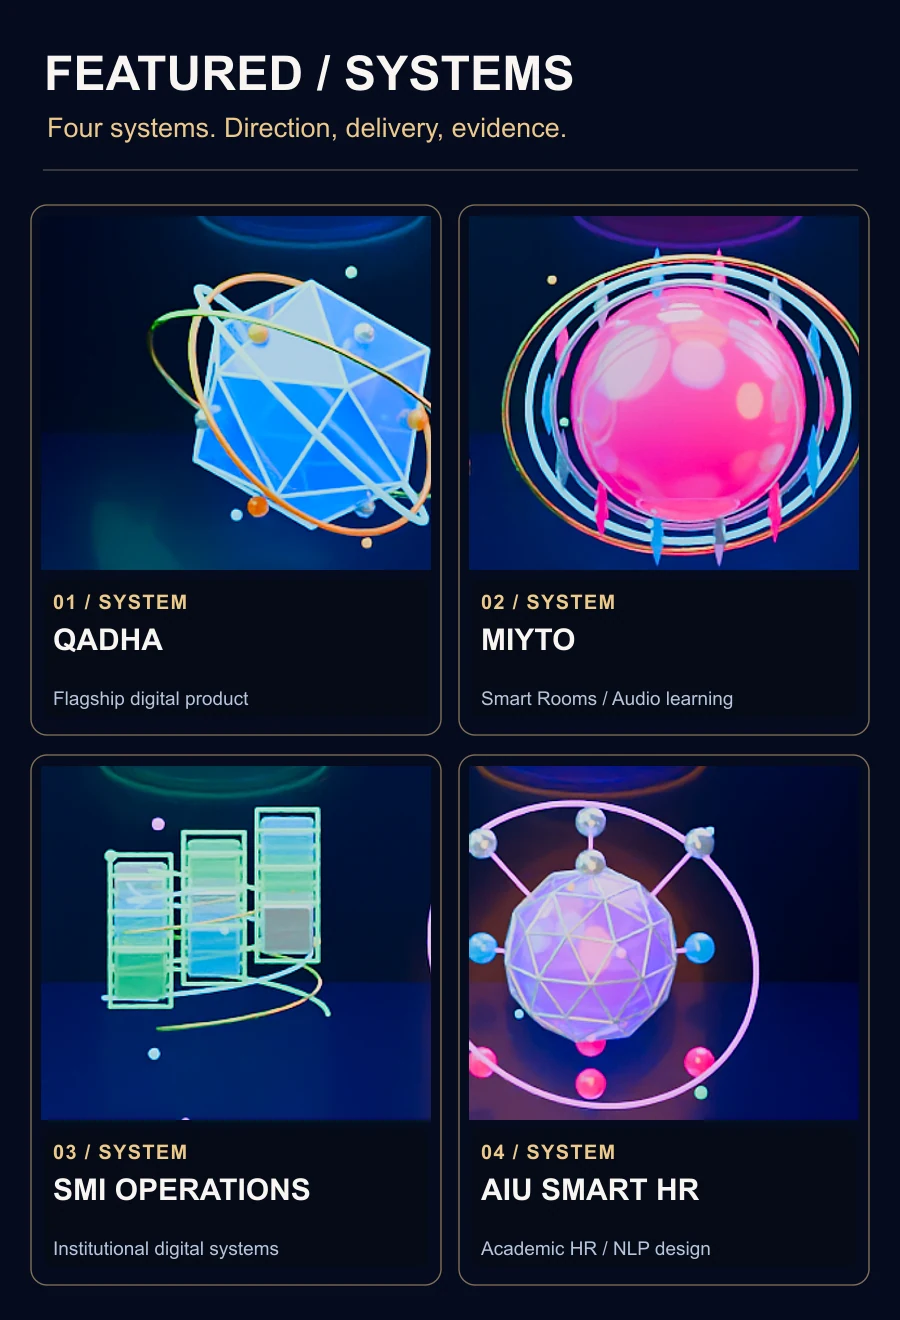 FEATURED / SYSTEMS
Four systems. Direction, delivery, evidence.
01 / SYSTEM
QADHA
Flagship digital product
02 / SYSTEM
MIYTO
Smart Rooms / Audio learning
03 / SYSTEM
SMI OPERATIONS
Institutional digital systems
04 / SYSTEM
AIU SMART HR
Academic HR / NLP design